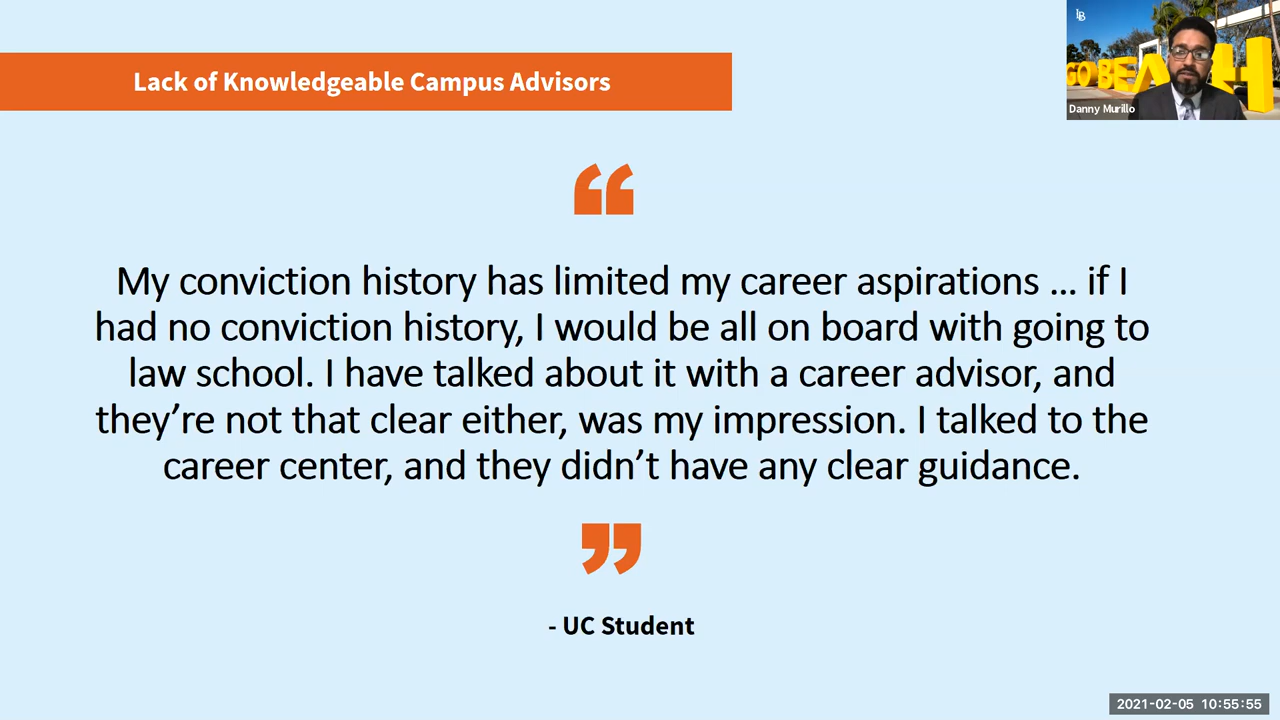 Lack of Knowledgeable Campus Advisors
LB
GO BEACH
Danny Murillo
“
My conviction history has limited my career aspirations ... if I
had no conviction history, I would be all on board with going to
law school. I have talked about it with a career advisor, and
they’re not that clear either, was my impression. I talked to the
career center, and they didn’t have any clear guidance.
”
- UC Student
2021-02-05 10:55:55